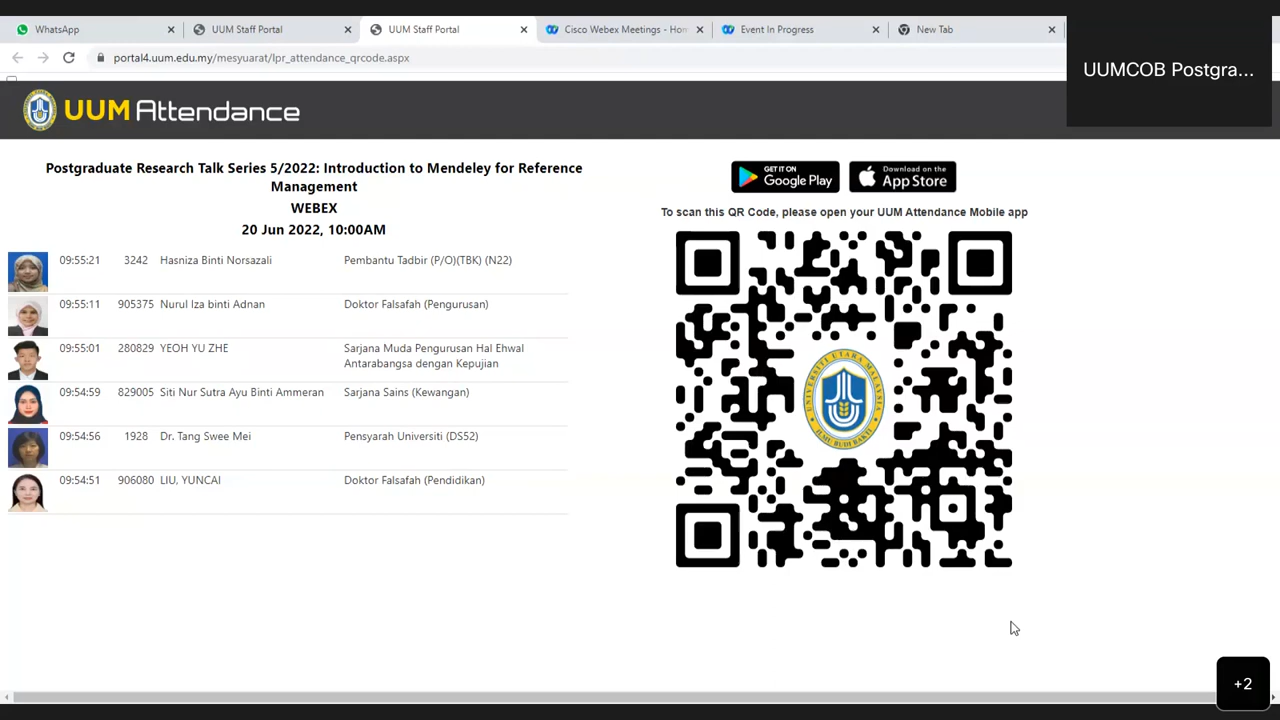 WhatsApp
UUM Staff Portal
UUM Staff Portal
Cisco Webex Meetings - Hom
Event In Progress
New Tab
portal4.uum.edu.my/mesyuarat/lpr_attendance_qrcode.aspx
UUMCOB Postgra...
UUM Attendance
Postgraduate Research Talk Series 5/2022: Introduction to Mendeley for Reference
Management
WEBEX
20 Jun 2022, 10:00AM
09:55:21 3242 Hasniza Binti Norsazali Pembantu Tadbir (P/O)(TBK) (N22)
09:55:11 905375 Nurul Iza binti Adnan Doktor Falsafah (Pengurusan)
09:55:01 280829 YEOH YU ZHE Sarjana Muda Pengurusan Hal Ehwal
Antarabangsa dengan Kepujian
09:54:59 829005 Siti Nur Sutra Ayu Binti Ammeran Sarjana Sains (Kewangan)
09:54:56 1928 Dr. Tang Swee Mei Pensyarah Universiti (DS52)
09:54:51 906080 LIU, YUNCAI Doktor Falsafah (Pendidikan)
GET IT ON
Google Play
Download on the
App Store
To scan this QR Code, please open your UUM Attendance Mobile app
UNIVERSITI UTARA MALAYSIA
ILMU BUDI BAKTI
+2